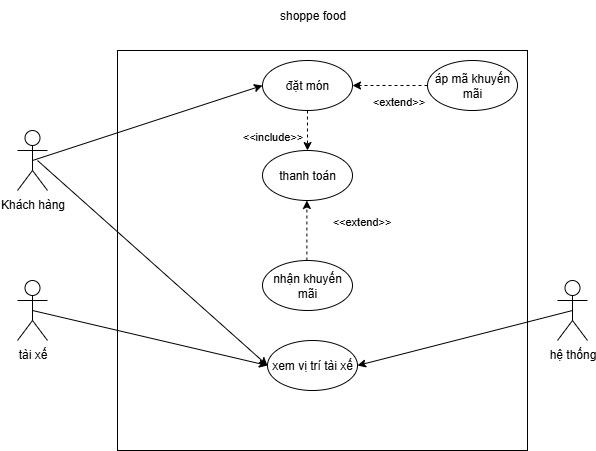 shoppe food
đặt món
áp mã khuyến
mãi
<extend>>
<<include>>
Khách hàng
thanh toán
<<extend>>
nhận khuyến
mãi
tài xế
xem vị trí tài xế
hệ thống